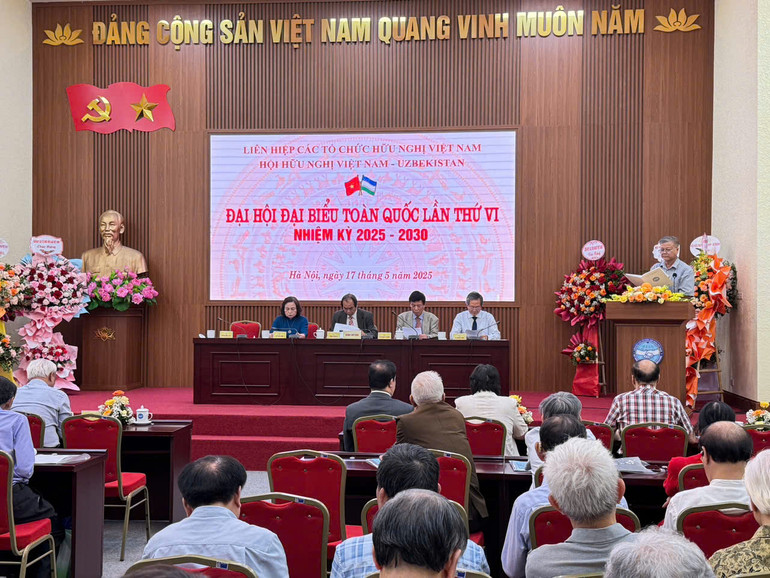 ĐẢNG CỘNG SẢN VIỆT NAM QUANG VINH MUÔN NĂM
LIÊN HIỆP CÁC TỔ CHỨC HỮU NGHỊ VIỆT NAM
HỘI HỮU NGHỊ VIỆT NAM - UZBEKISTAN
ĐẠI HỘI ĐẠI BIỂU TOÀN QUỐC LẦN THỨ VI
NHIỆM KỲ 2025 - 2030
Hà Nội, ngày 17 tháng 5 năm 2025